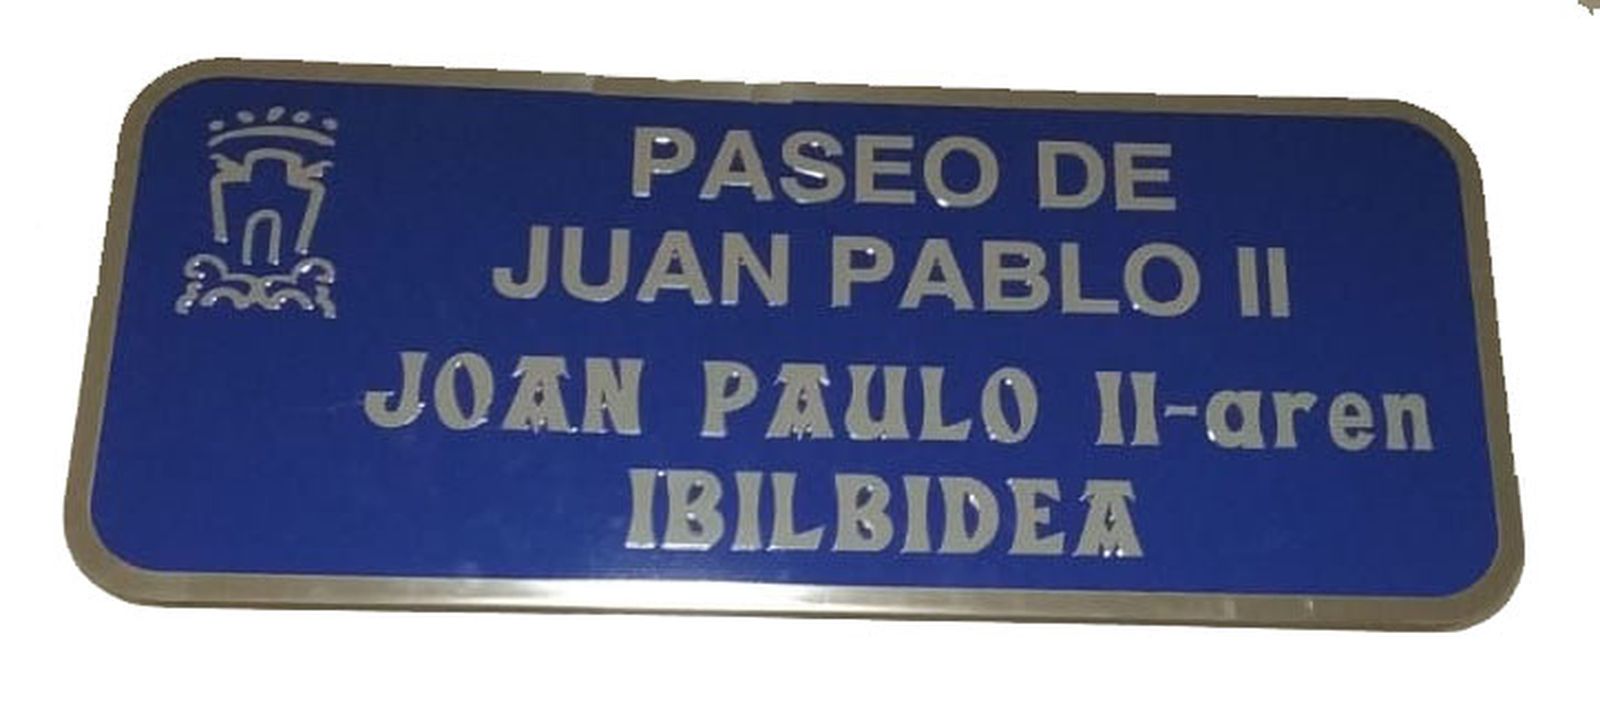 PASEO DE
JUAN PABLO II
JOAN PAULO II-aren
IBILBIDEA